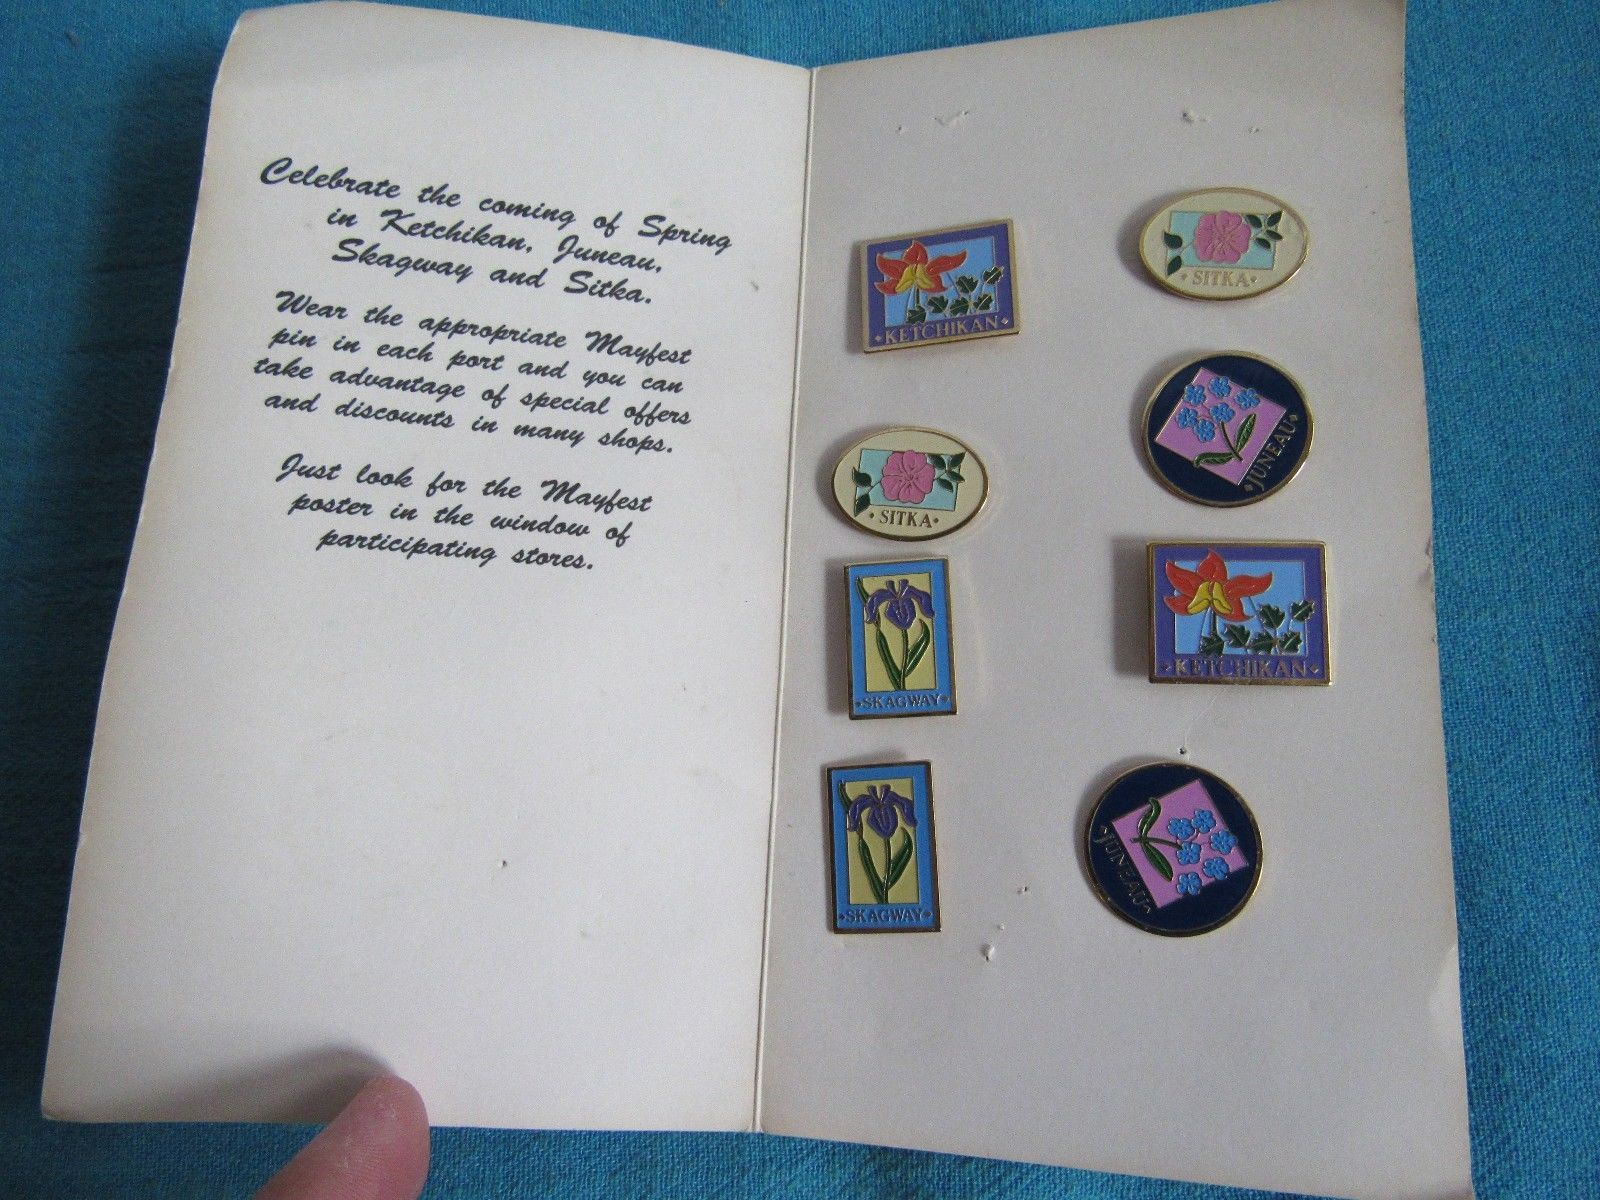 Celebrate the coming of Spring
in Ketchikan, Juneau,
Skagway and Sitka.
Wear the appropriate Mayfest
pin in each port and you can
take advantage of special offers
and discounts in many shops.
Just look for the Mayfest
poster in the window of
participating stores.
KETCHIKAN
SITKA
SKAGWAY
SKAGWAY
SITKA
JUNEAU
KETCHIKAN
JUNEAU